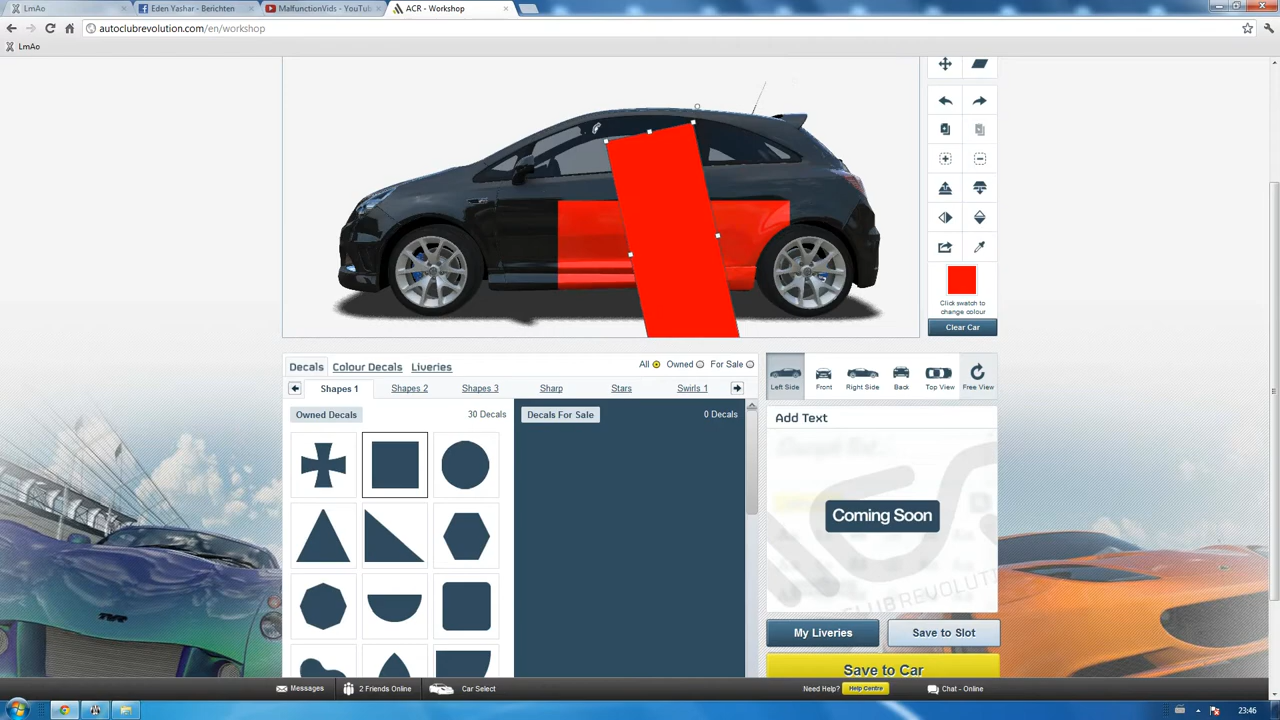 LmAo
Eden Yashar - Berichten
MalfunctionVids - YouTu
ACR - Workshop
autoclubrevolution.com/en/workshop
LmAo
Click swatch to
change colour
Clear Car
Decals
Colour Decals
Liveries
All
Owned
For Sale
Shapes 1
Shapes 2
Shapes 3
Sharp
Stars
Swirls 1
Owned Decals
30 Decals
Decals For Sale
0 Decals
Left Side
Front
Right Side
Back
Top View
Free View
Add Text
Coming Soon
CLUB REVOLUTI
My Liveries
Save to Slot
Save to Car
TVR
Messages
2 Friends Online
Car Select
Need Help?
Help Centre
Chat - Online
23:46